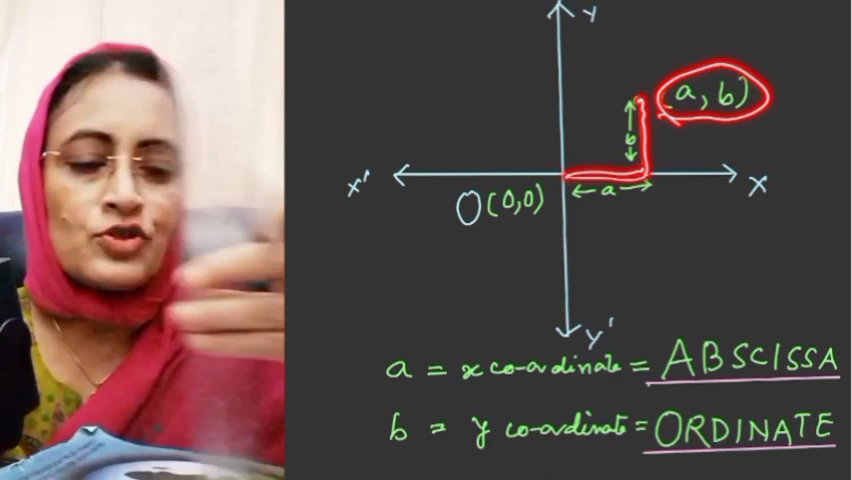 Y
(a, b)
b
X' X
O(0,0) a
Y'
a = x co-ordinate = ABSCISSA
b = y co-ordinate = ORDINATE